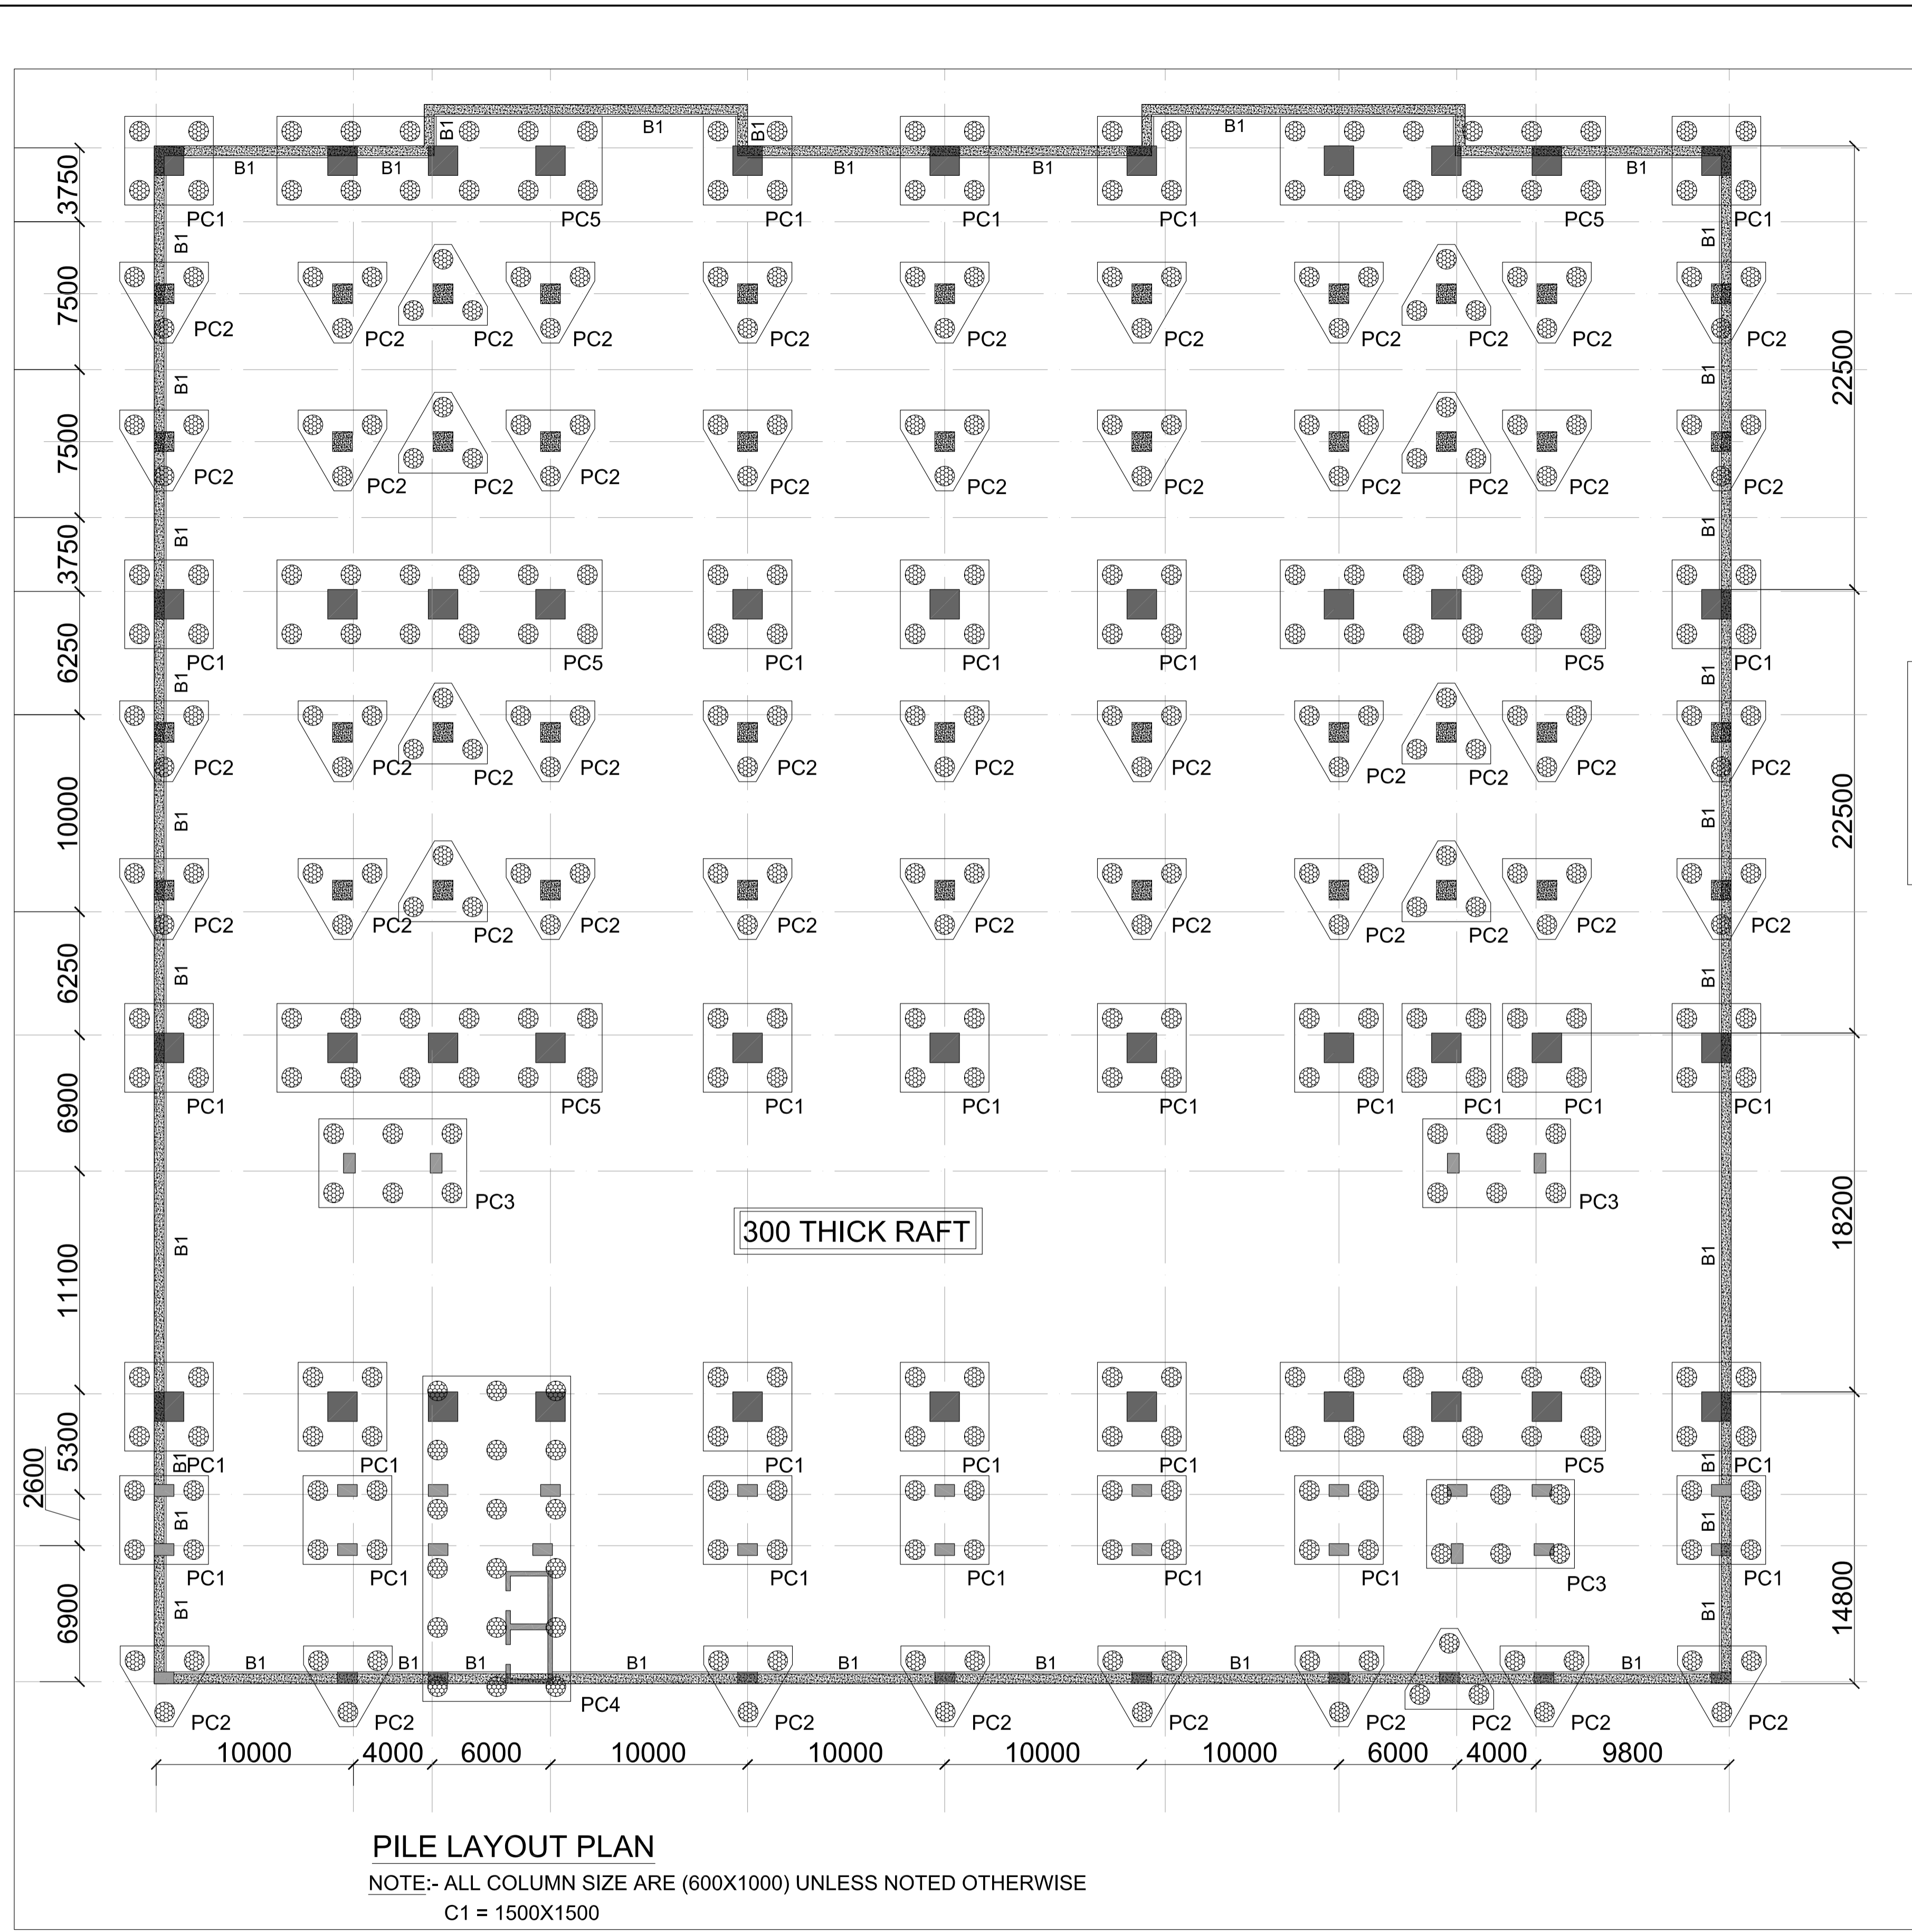 B1 B1 B1 B1 B1
B1 B1 B1 B1 B1
3750
PC1 PC5 PC1 PC1 PC1 PC5 PC1
B1 B1
7500
PC2 PC2 PC2 PC2 PC2 PC2 PC2 PC2 PC2 PC2 PC2
22500
B1 B1
7500
PC2 PC2 PC2 PC2 PC2 PC2 PC2 PC2 PC2 PC2 PC2
B1 B1
3750
PC1 PC5 PC1 PC1 PC1 PC5 PC1
6250
B1 B1
PC2 PC2 PC2 PC2 PC2 PC2 PC2 PC2 PC2 PC2 PC2
10000
B1 B1
22500
PC2 PC2 PC2 PC2 PC2 PC2 PC2 PC2 PC2 PC2 PC2
6250
B1 B1
PC1 PC5 PC1 PC1 PC1 PC1 PC1 PC1 PC1
6900
PC3 PC3
18200
300 THICK RAFT
B1 B1
11100
5300
B1 B1
PC1 PC1 PC1 PC1 PC1 PC5 PC1
2600
B1 B1
PC1 PC1 PC1 PC1 PC1 PC1 PC3 PC1
6900
B1 B1
14800
B1 B1 B1 B1 B1 B1 B1 B1
PC4
PC2 PC2 PC2 PC2 PC2 PC2 PC2 PC2 PC2
10000 4000 6000 10000 10000 10000 10000 6000 4000 9800
PILE LAYOUT PLAN
NOTE:- ALL COLUMN SIZE ARE (600X1000) UNLESS NOTED OTHERWISE
C1 = 1500X1500